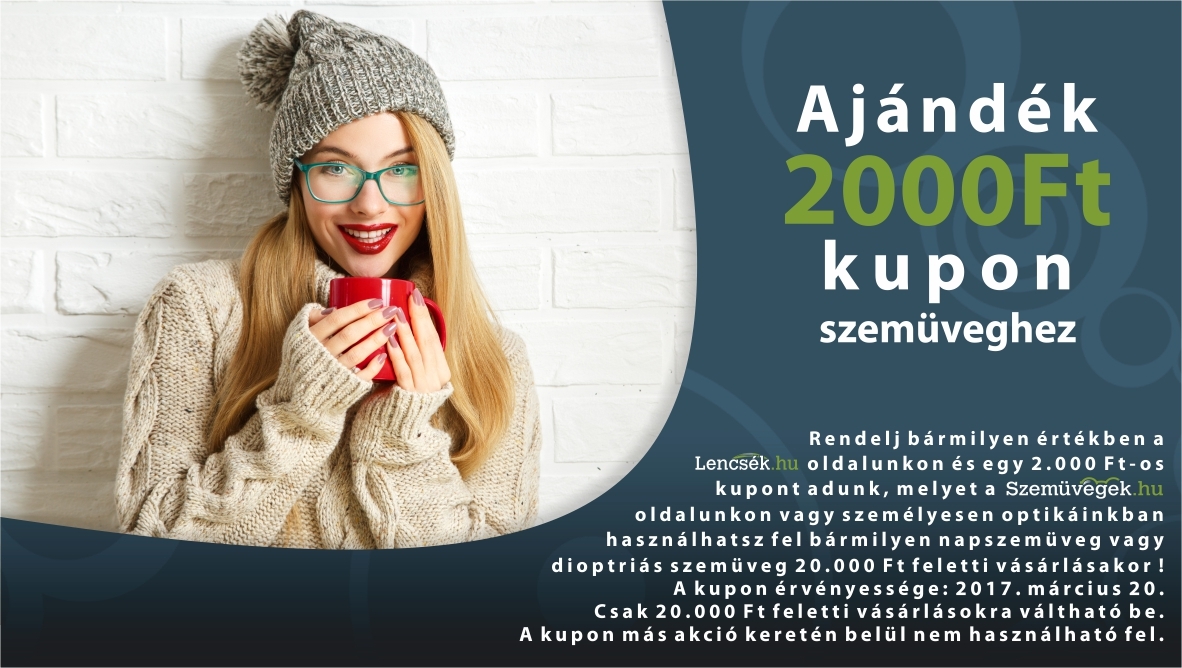 Ajándék
2000Ft
kupon
szemüveghez
Rendelj bármilyen értékben a
Lencsék.hu oldalunkon és egy 2.000 Ft-os
kupont adunk, melyet a Szemüvegek.hu
oldalunkon vagy személyesen optikáinkban
használhatsz fel bármilyen napszemüveg vagy
dioptriás szemüveg 20.000 Ft feletti vásárlásakor !
A kupon érvényessége: 2017. március 20.
Csak 20.000 Ft feletti vásárlásokra váltható be.
A kupon más akció keretén belül nem használható fel.